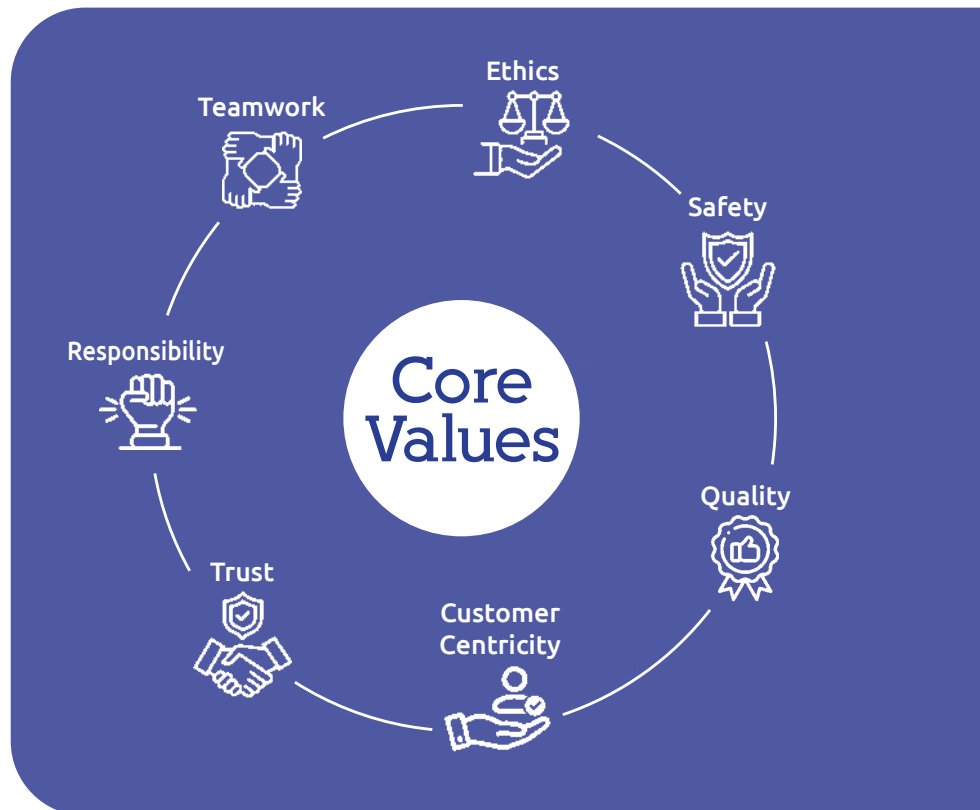 Ethics
Teamwork
Safety
Responsibility
Core
Values
Quality
Trust
Customer
Centricity